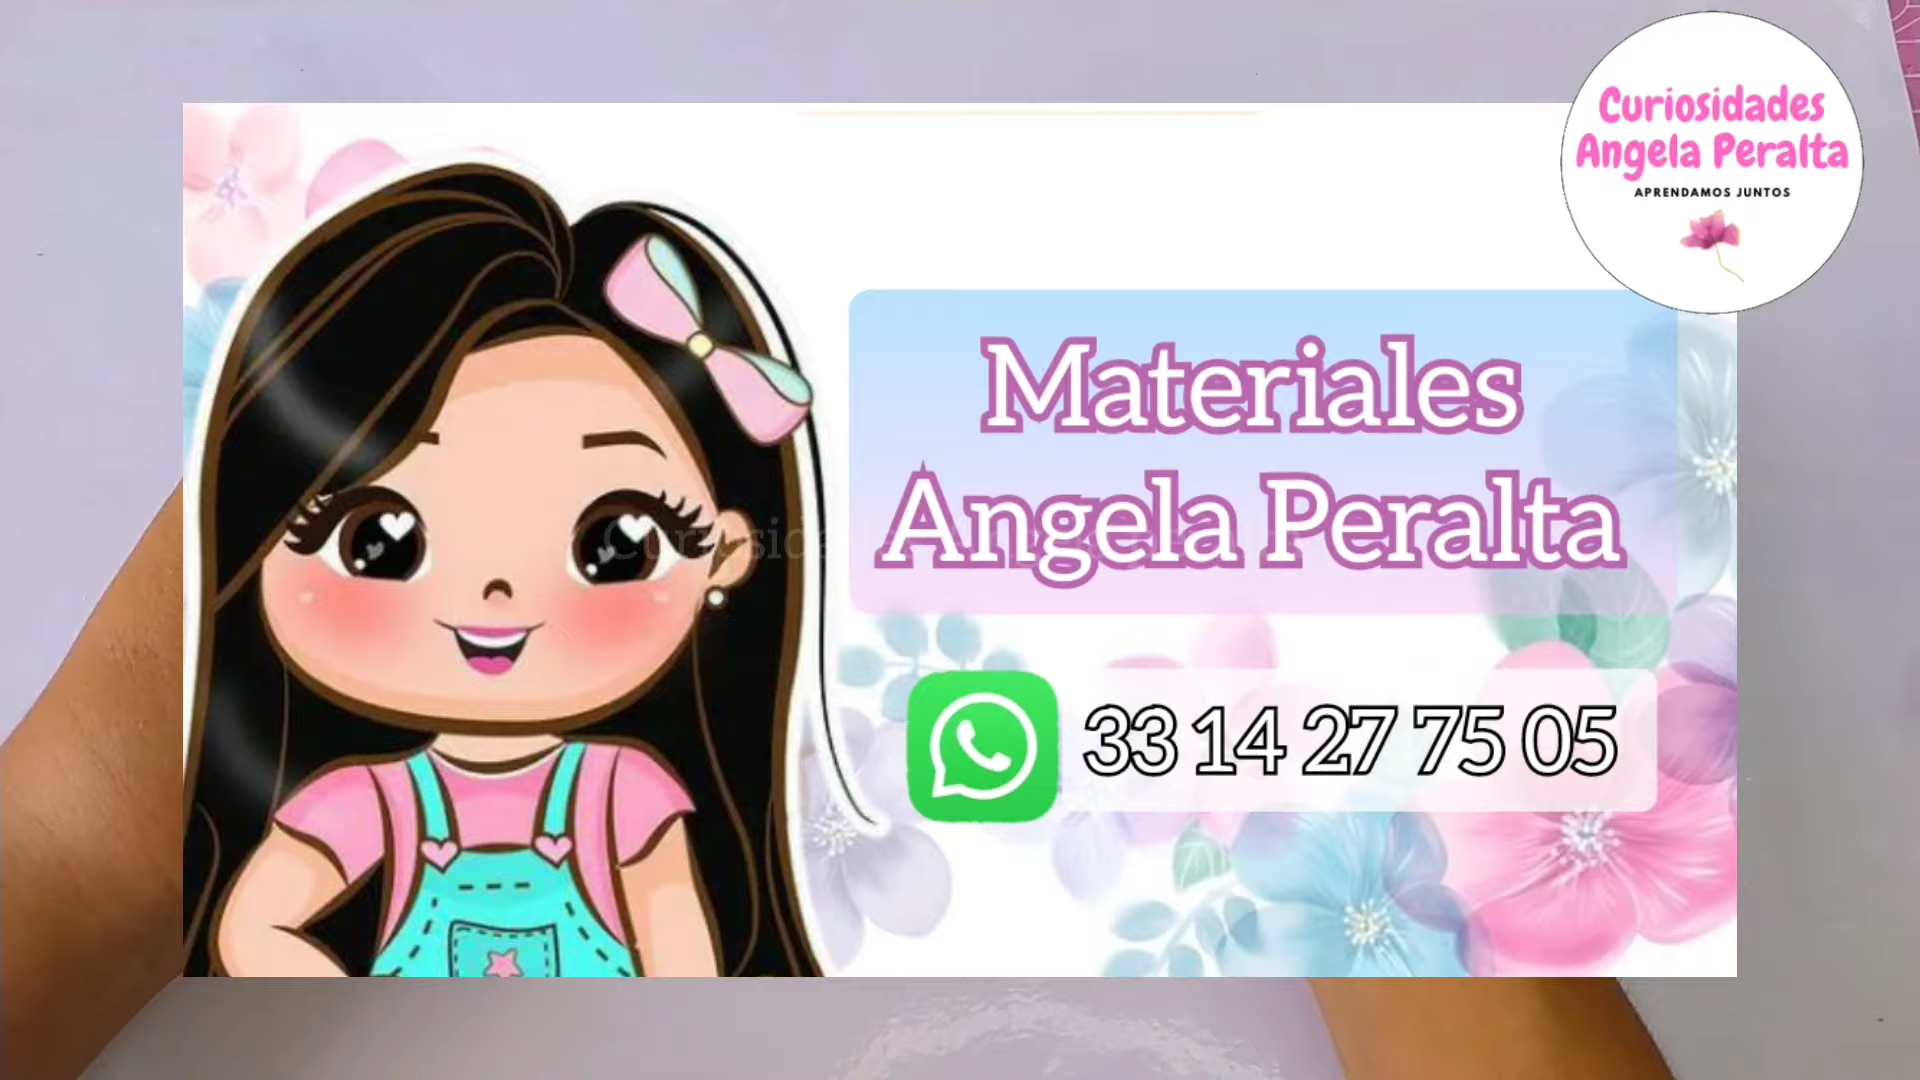 Curiosidades
Angela Peralta
APRENDAMOS JUNTOS
Materiales
Angela Peralta
33 14 27 75 05